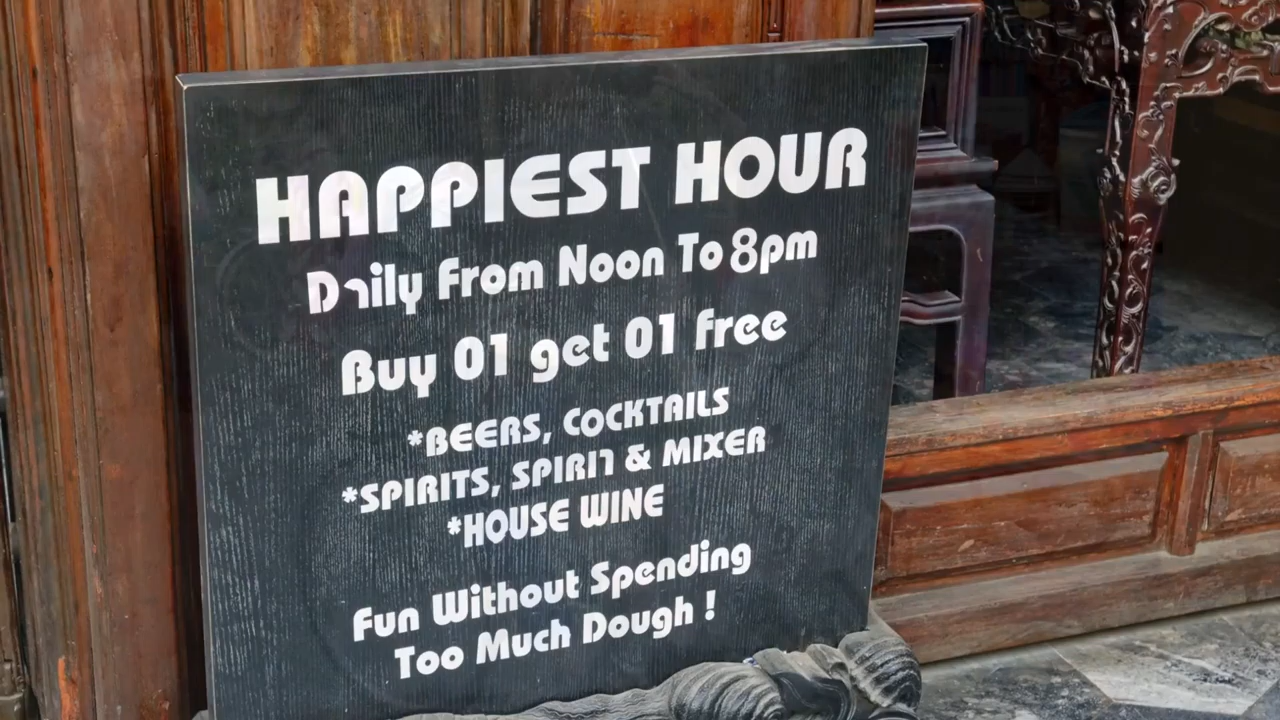 HAPPIEST HOUR
Daily From Noon To 8pm
Buy 01 get 01 free
*BEERS, COCKTAILS
*SPIRITS, SPIRIT & MIXER
*HOUSE WINE
Fun Without Spending
Too Much Dough !